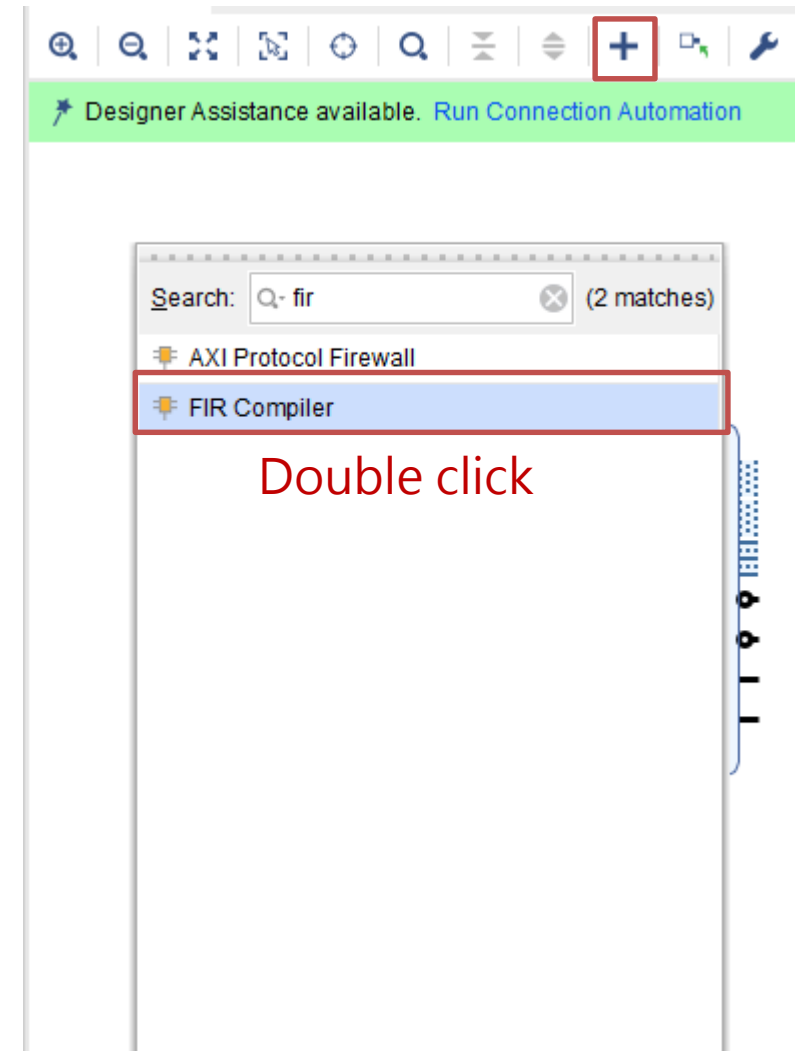 Designer Assistance available. Run Connection Automation
Search: fir (2 matches)
AXI Protocol Firewall
FIR Compiler
Double click